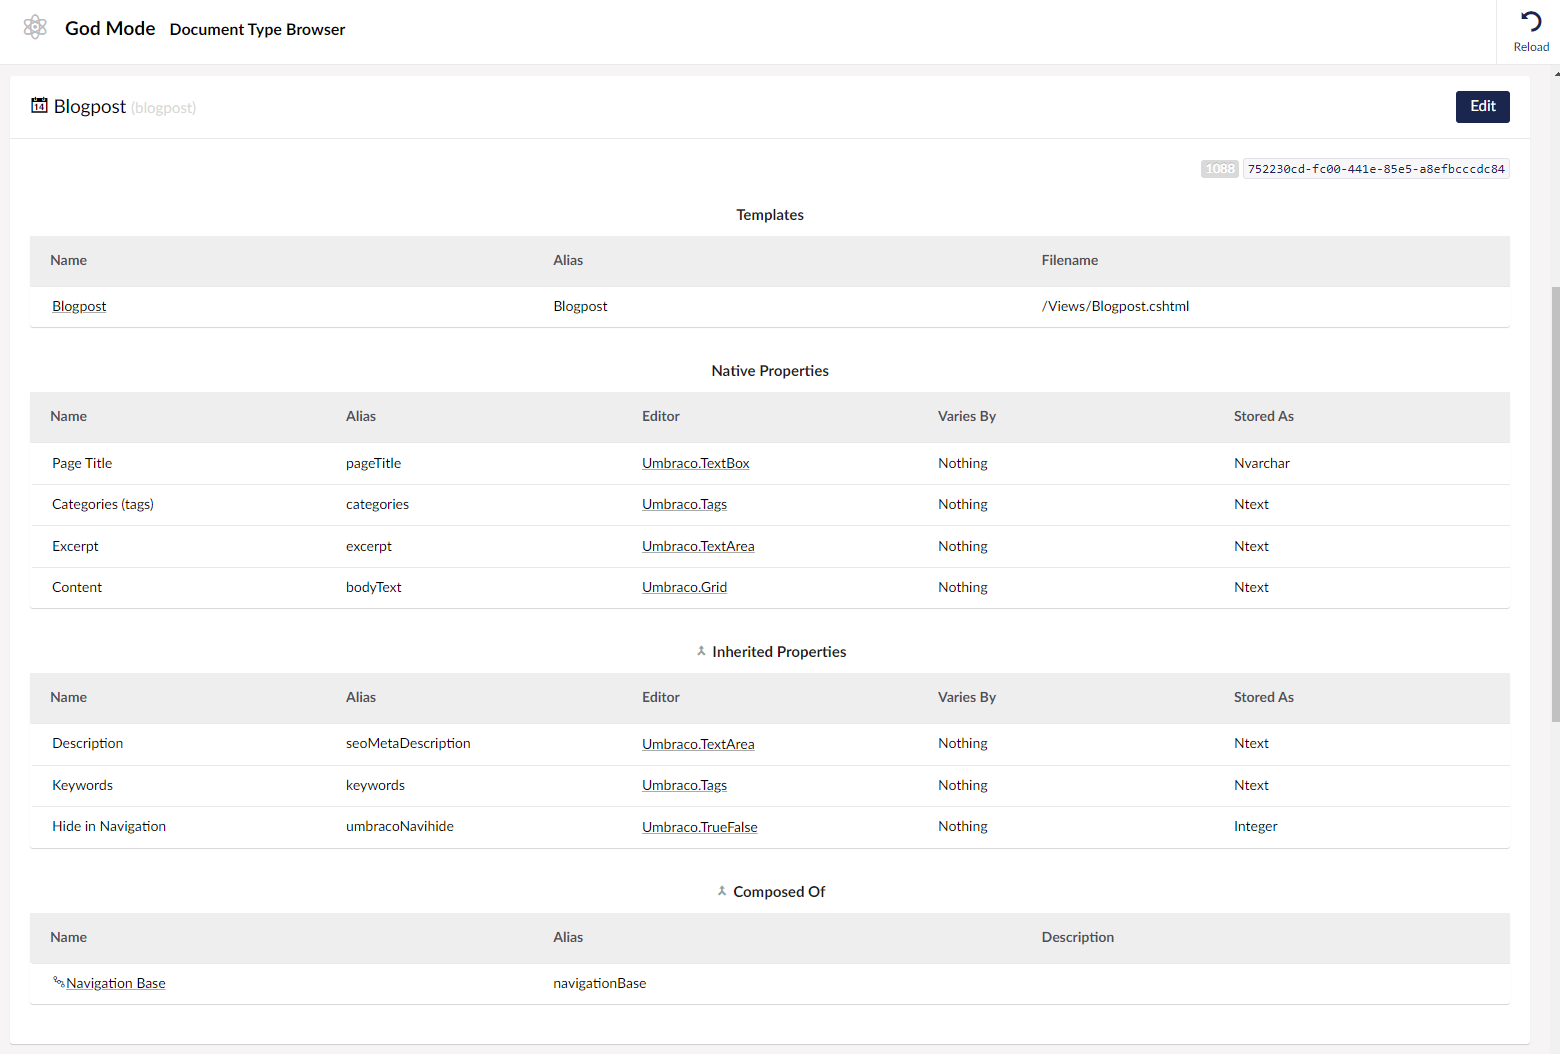 God Mode Document Type Browser
Reload
14 Blogpost (blogpost)
Edit
1088 752230cd-fc00-441e-85e5-a8efbcccdc84
Templates
Name Alias Filename
Blogpost Blogpost /Views/Blogpost.cshtml
Native Properties
Name Alias Editor Varies By Stored As
Page Title pageTitle Umbraco.TextBox Nothing Nvarchar
Categories (tags) categories Umbraco.Tags Nothing Ntext
Excerpt excerpt Umbraco.TextArea Nothing Ntext
Content bodyText Umbraco.Grid Nothing Ntext
Inherited Properties
Name Alias Editor Varies By Stored As
Description seoMetaDescription Umbraco.TextArea Nothing Ntext
Keywords keywords Umbraco.Tags Nothing Ntext
Hide in Navigation umbracoNavihide Umbraco.TrueFalse Nothing Integer
Composed Of
Name Alias Description
Navigation Base navigationBase